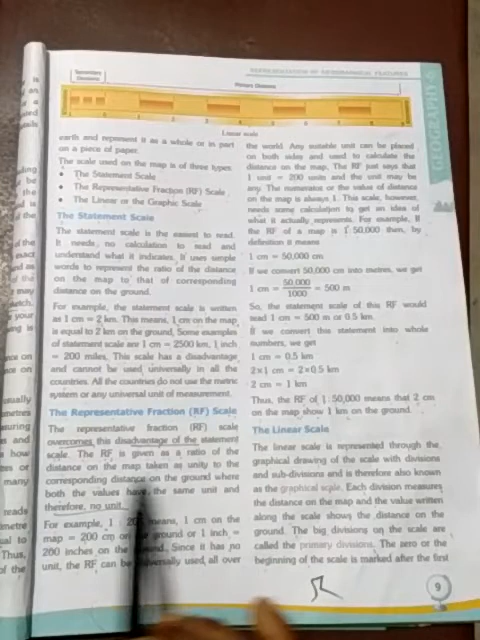 REPRESENTATION OF GEOGRAPHICAL FEATURES
GEOGRAPHY-6
Secondary
Divisions
Primary Divisions
Linear scale
earth and represent it as a whole or in part
on a piece of paper.
The scale used on the map is of three types
• The Statement Scale
• The Representative Fraction (RF) Scale
• The Linear or the Graphic Scale
The Statement Scale
The statement scale is the easiest to read.
It needs no calculation to read and
understand what it indicates. It uses simple
words to represent the ratio of the distance
on the map to that of corresponding
distance on the ground.
For example, the statement scale is written
as 1 cm = 2 km. This means, 1 cm on the map
is equal to 2 km on the ground. Some examples
of statement scale are 1 cm = 2500 km, 1 inch
= 200 miles. This scale has a disadvantage
and cannot be used universally in all the
countries. All the countries do not use the metric
system or any universal unit of measurement.
The Representative Fraction (RF) Scale
The representative fraction (RF) scale
overcomes this disadvantage of the statement
scale. The RF is given as a ratio of the
distance on the map taken as unity to the
corresponding distance on the ground where
both the values have the same unit and
therefore, no unit.
For example, 1 : 200 means, 1 cm on the
map = 200 cm on the ground or 1 inch =
200 inches on the ground. Since it has no
unit, the RF can be universally used, all over
the world. Any suitable unit can be placed
on both sides and used to calculate the
distance on the map. The RF just says that
1 unit = 200 units and the unit may be
any. The numerator or the value of distance
on the map is always 1. This scale, however,
needs some calculation to get an idea of
what it actually represents. For example, if
the RF of a map is 1 : 50,000 then, by
definition it means
1 cm = 50,000 cm
If we convert 50,000 cm into metres, we get
1 cm = 50,000/1000 = 500 m
So, the statement scale of this RF would
read 1 cm = 500 m or 0.5 km.
If we convert this statement into whole
numbers, we get
1 cm = 0.5 km
2×1 cm = 2×0.5 km
2 cm = 1 km
Thus, the RF of 1 : 50,000 means that 2 cm
on the map show 1 km on the ground.
The Linear Scale
The linear scale is represented through the
graphical drawing of the scale with divisions
and sub-divisions and is therefore also known
as the graphical scale. Each division measures
the distance on the map and the value written
along the scale shows the distance on the
ground. The big divisions on the scale are
called the primary divisions. The zero or the
beginning of the scale is marked after the first
9